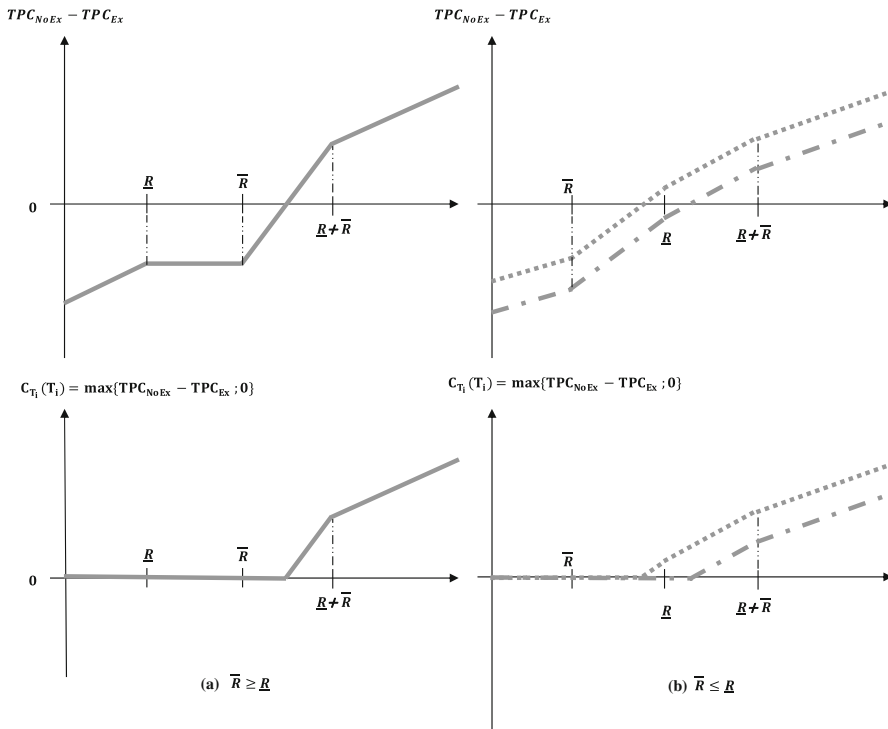 TPC_NoEx − TPC_Ex
TPC_NoEx − TPC_Ex
R̲
R̅
R̅
0
R̲ + R̅
R̲
R̲ + R̅
C_Ti (T_i) = max{TPC_NoEx − TPC_Ex ; 0}
C_Ti (T_i) = max{TPC_NoEx − TPC_Ex ; 0}
R̲
R̅
R̅
0
R̲ + R̅
R̲
R̲ + R̅
(a) R̅ ≥ R̲
(b) R̅ ≤ R̲